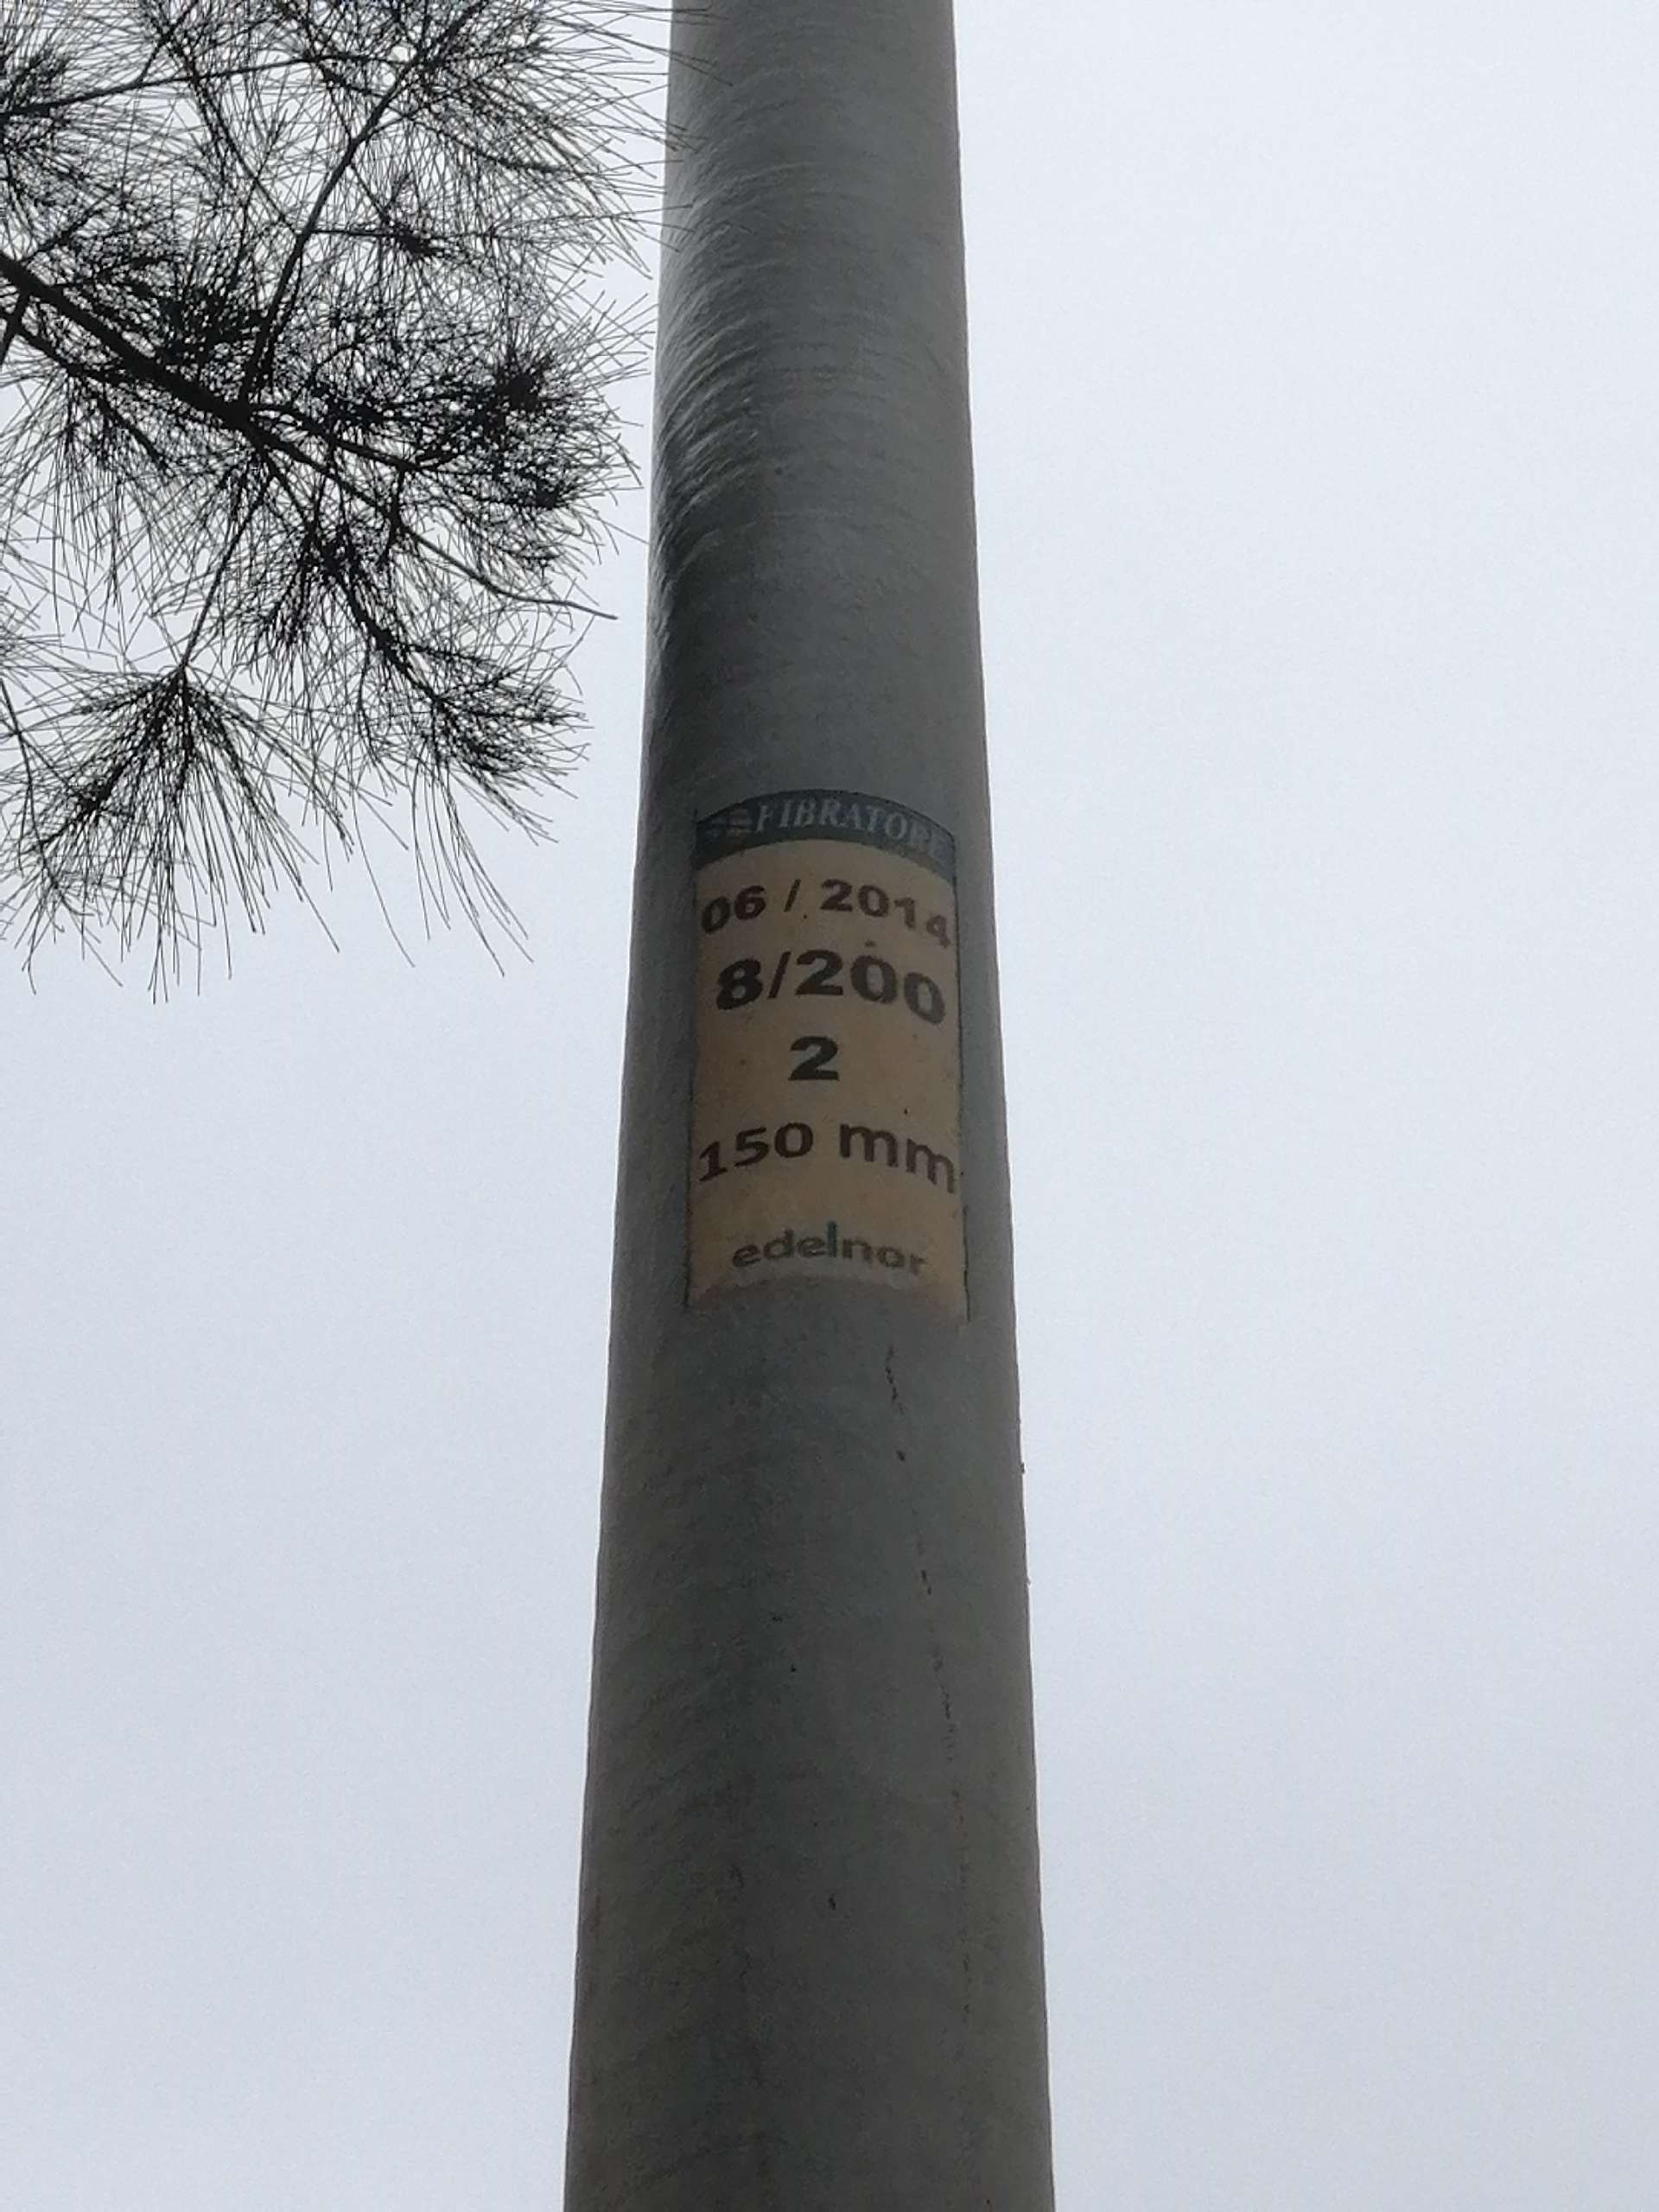 FIBRATORE
06 / 2014
8/200
2
150 mm
edelnor